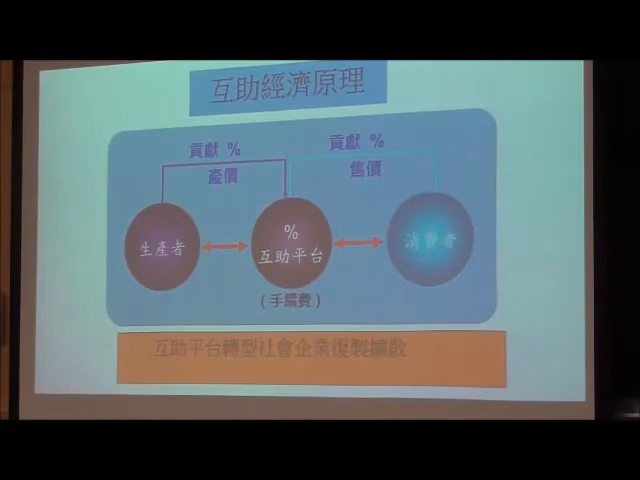 互助經濟原理
貢獻 %
貢獻 %
產價
售價
生產者
%
互助平台
消費者
(手續費)
互助平台轉型社會企業復製擴散